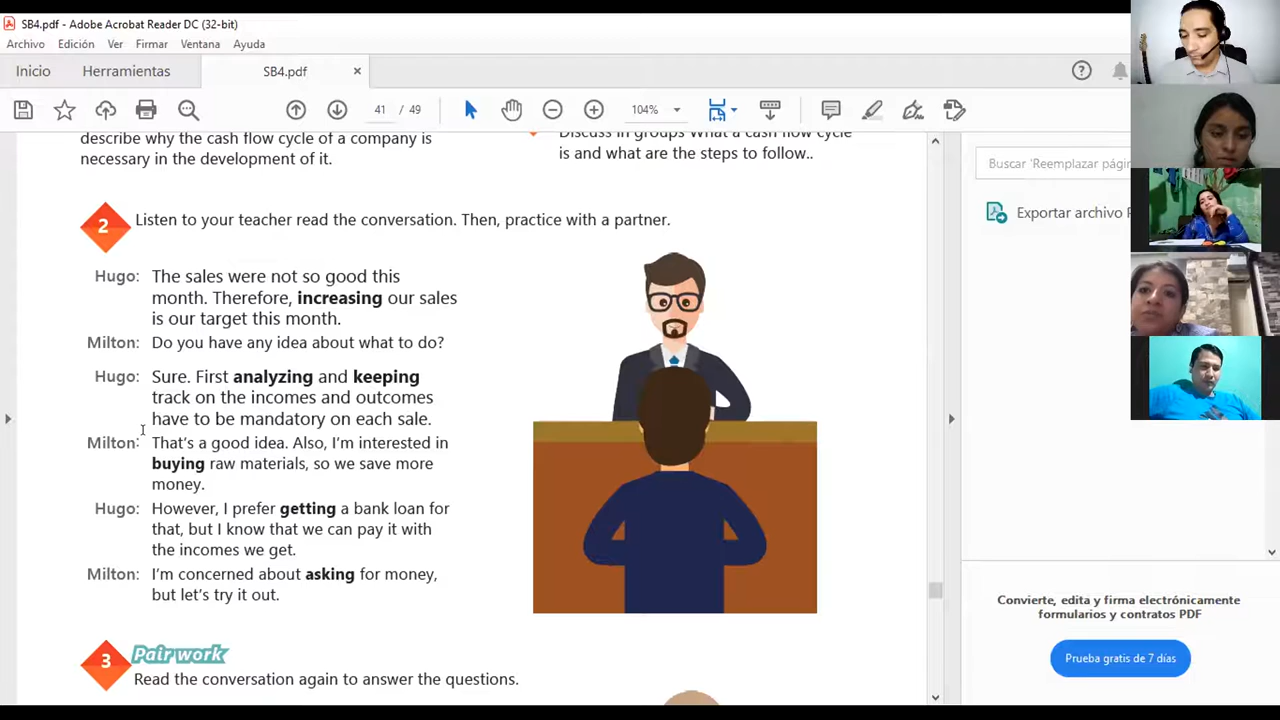 SB4.pdf - Adobe Acrobat Reader DC (32-bit)
Archivo Edición Ver Firmar Ventana Ayuda
Inicio Herramientas SB4.pdf ×
41 / 49 104%
describe why the cash flow cycle of a company is
necessary in the development of it.
Discuss in groups What a cash flow cycle
is and what are the steps to follow..
2 Listen to your teacher read the conversation. Then, practice with a partner.
Hugo: The sales were not so good this
month. Therefore, increasing our sales
is our target this month.
Milton: Do you have any idea about what to do?
Hugo: Sure. First analyzing and keeping
track on the incomes and outcomes
have to be mandatory on each sale.
Milton: That's a good idea. Also, I'm interested in
buying raw materials, so we save more
money.
Hugo: However, I prefer getting a bank loan for
that, but I know that we can pay it with
the incomes we get.
Milton: I'm concerned about asking for money,
but let's try it out.
3 Pair work
Read the conversation again to answer the questions.
Buscar 'Reemplazar págin
Exportar archivo P
Convierte, edita y firma electrónicamente
formularios y contratos PDF
Prueba gratis de 7 días